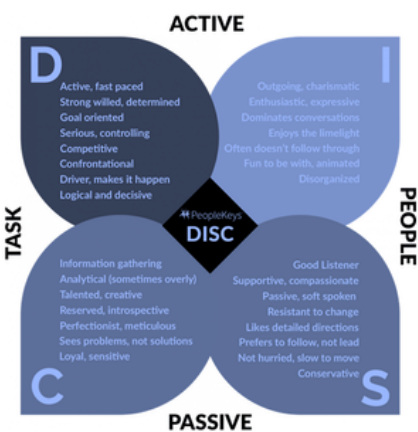 ACTIVE
D
Active, fast paced
Strong willed, determined
Goal oriented
Serious, controlling
Competitive
Confrontational
Driver, makes it happen
Logical and decisive
I
Outgoing, charismatic
Enthusiastic, expressive
Dominates conversations
Enjoys the limelight
Often doesn't follow through
Fun to be with, animated
Disorganized
TASK
PeopleKeys
DISC
PEOPLE
Information gathering
Analytical (sometimes overly)
Talented, creative
Reserved, introspective
Perfectionist, meticulous
Sees problems, not solutions
Loyal, sensitive
C
Good Listener
Supportive, compassionate
Passive, soft spoken
Resistant to change
Likes detailed directions
Prefers to follow, not lead
Not hurried, slow to move
Conservative
S
PASSIVE